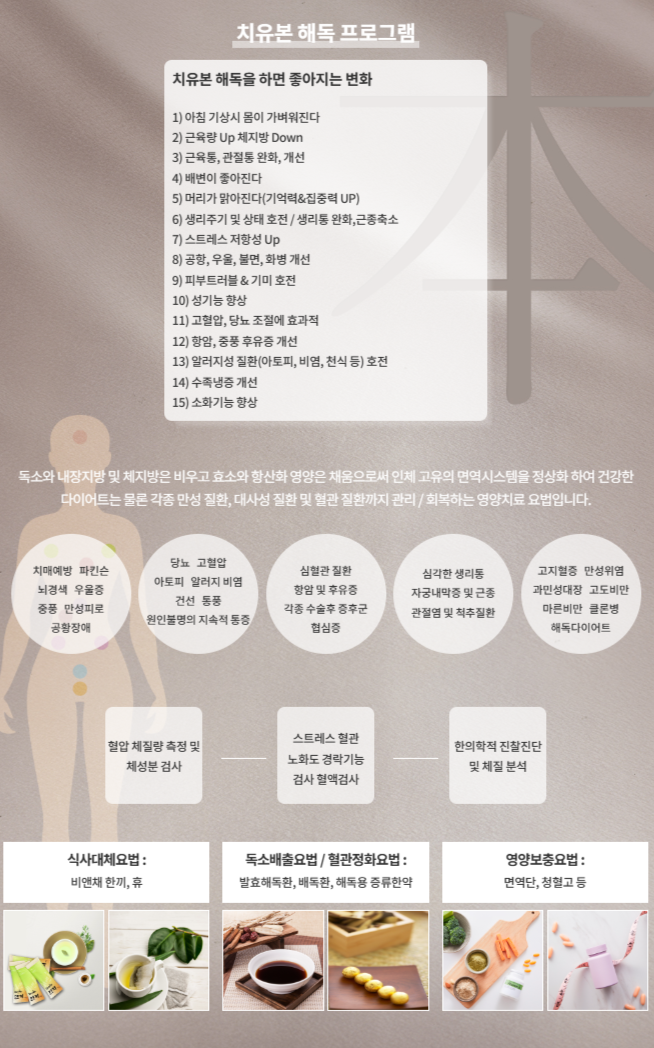 치유본 해독 프로그램
本
치유본 해독을 하면 좋아지는 변화
1) 아침 기상시 몸이 가벼워진다
2) 근육량 Up 체지방 Down
3) 근육통, 관절통 완화, 개선
4) 배변이 좋아진다
5) 머리가 맑아진다(기억력&집중력 UP)
6) 생리주기 및 상태 호전 / 생리통 완화,근종축소
7) 스트레스 저항성 Up
8) 공항, 우울, 불면, 화병 개선
9) 피부트러블 & 기미 호전
10) 성기능 향상
11) 고혈압, 당뇨 조절에 효과적
12) 항암, 중풍 후유증 개선
13) 알러지성 질환(아토피, 비염, 천식 등) 호전
14) 수족냉증 개선
15) 소화기능 향상
독소와 내장지방 및 체지방은 비우고 효소와 항산화 영양은 채움으로써 인체 고유의 면역시스템을 정상화 하여 건강한
다이어트는 물론 각종 만성 질환, 대사성 질환 및 혈관 질환까지 관리 / 회복하는 영양치료 요법입니다.
치매예방 파킨슨
뇌경색 우울증
중풍 만성피로
공황장애
당뇨 고혈압
아토피 알러지 비염
건선 통풍
원인불명의 지속적 통증
심혈관 질환
항암 및 후유증
각종 수술후 증후군
협심증
심각한 생리통
자궁내막증 및 근종
관절염 및 척추질환
고지혈증 만성위염
과민성대장 고도비만
마른비만 클론병
해독다이어트
혈압 체질량 측정 및
체성분 검사
스트레스 혈관
노화도 경락기능
검사 혈액검사
한의학적 진찰진단
및 체질 분석
식사대체요법 :
비앤채 한끼, 휴
독소배출요법 / 혈관정화요법 :
발효해독환, 배독환, 해독용 증류한약
영양보충요법 :
면역단, 청혈고 등